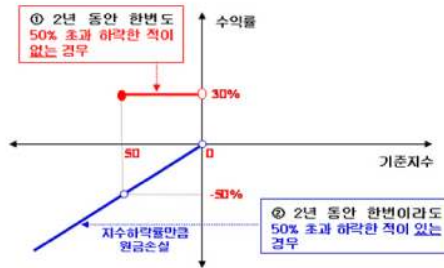 ① 2년 동안 한번도
50% 초과 하락한 적이
없는 경우
수익률
30%
50
0
기준지수
-50%
지수하락률만큼
원금손실
② 2년 동안 한번이라도
50% 초과 하락한 적이 있는
경우